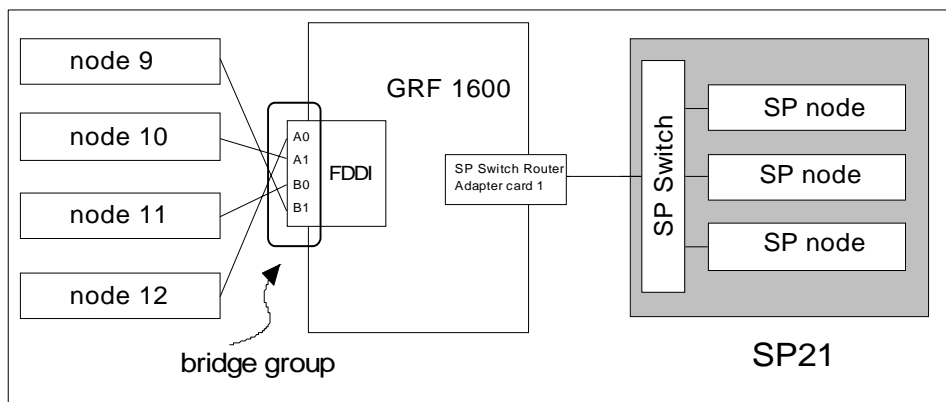 node 9
node 10
node 11
node 12
bridge group
A0
A1
B0
B1
FDDI
GRF 1600
SP Switch Router
Adapter card 1
SP Switch
SP node
SP node
SP node
SP21